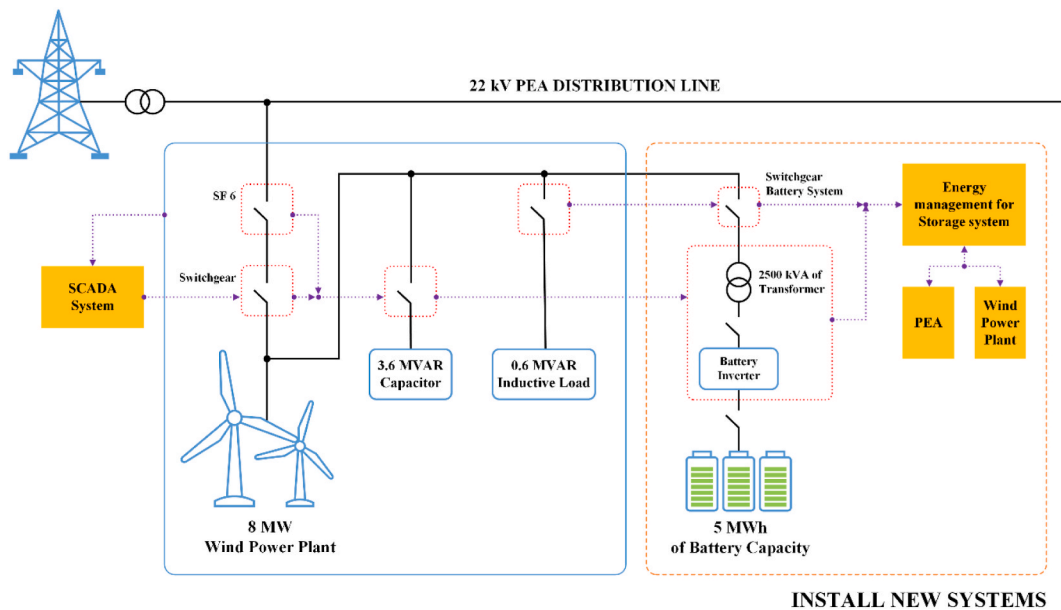 22 kV PEA DISTRIBUTION LINE
SF 6
Switchgear
Battery System
Energy
management for
Storage system
SCADA
System
Switchgear
2500 kVA of
Transformer
PEA
Wind
Power
Plant
3.6 MVAR
Capacitor
0.6 MVAR
Inductive Load
Battery
Inverter
8 MW
Wind Power Plant
5 MWh
of Battery Capacity
INSTALL NEW SYSTEMS